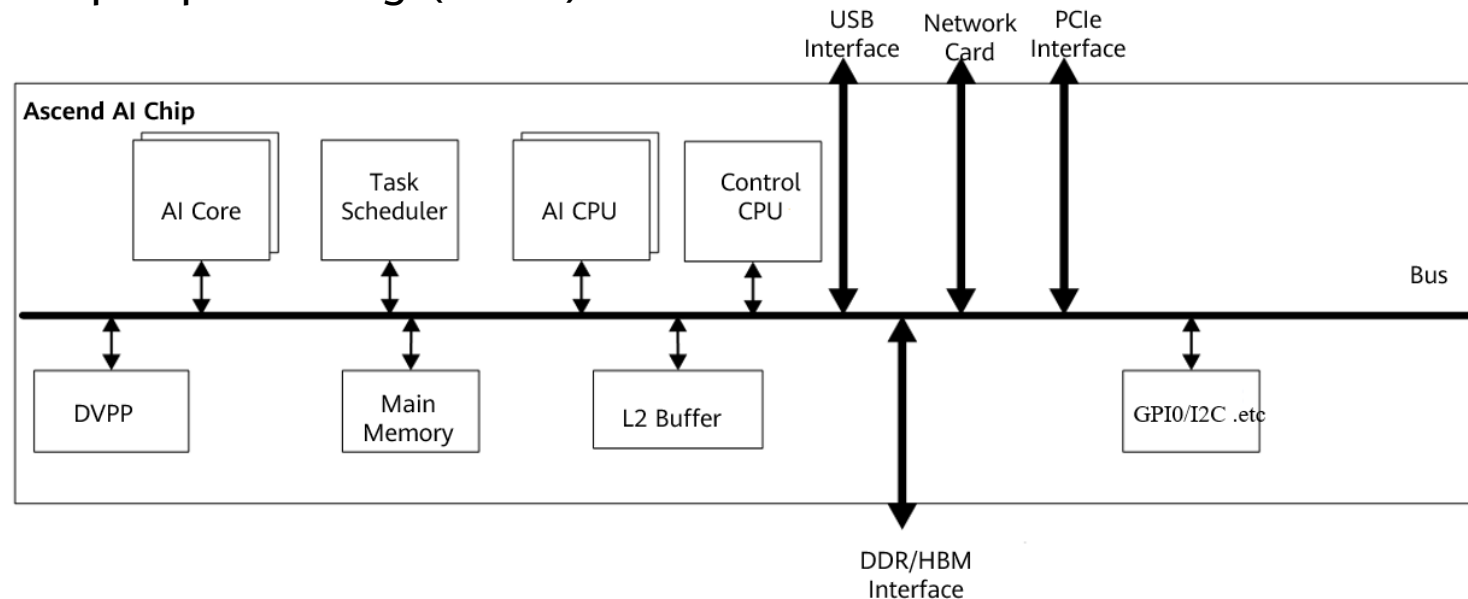 USB
Interface
Network
Card
PCIe
Interface
Ascend AI Chip
AI Core
Task
Scheduler
AI CPU
Control
CPU
Bus
DVPP
Main
Memory
L2 Buffer
GPI0/I2C .etc
DDR/HBM
Interface